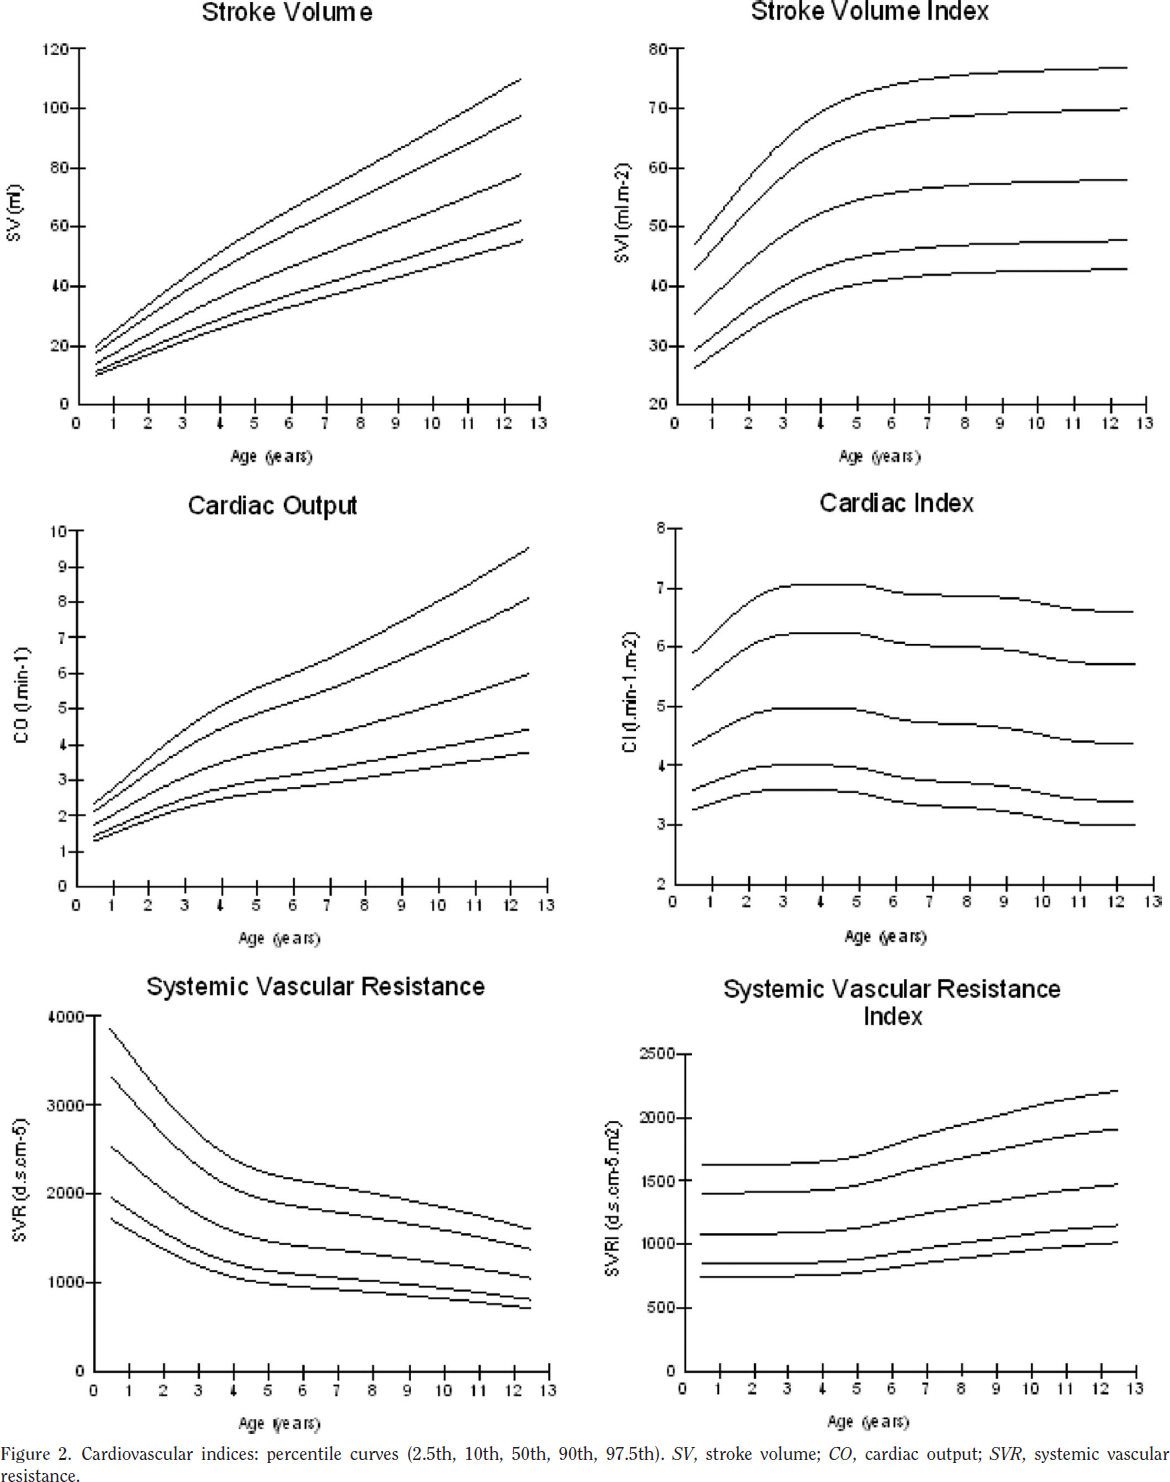 Stroke Volume
120
100
80
60
40
20
0
SV (ml)
0 1 2 3 4 5 6 7 8 9 10 11 12 13
Age (years)
Stroke Volume Index
80
70
60
50
40
30
20
SVI (ml.m-2)
0 1 2 3 4 5 6 7 8 9 10 11 12 13
Age (years)
Cardiac Output
10
9
8
7
6
5
4
3
2
1
0
CO (l.min-1)
0 1 2 3 4 5 6 7 8 9 10 11 12 13
Age (years)
Cardiac Index
8
7
6
5
4
3
2
CI (l.min-1.m-2)
0 1 2 3 4 5 6 7 8 9 10 11 12 13
Age (years)
Systemic Vascular Resistance
4000
3000
2000
1000
0
SVR (d.s.cm-5)
0 1 2 3 4 5 6 7 8 9 10 11 12 13
Age (years)
Systemic Vascular Resistance
Index
2500
2000
1500
1000
500
0
SVRI (d.s.cm-5.m2)
0 1 2 3 4 5 6 7 8 9 10 11 12 13
Age (years)
Figure 2. Cardiovascular indices: percentile curves (2.5th, 10th, 50th, 90th, 97.5th). SV, stroke volume; CO, cardiac output; SVR, systemic vascular
resistance.